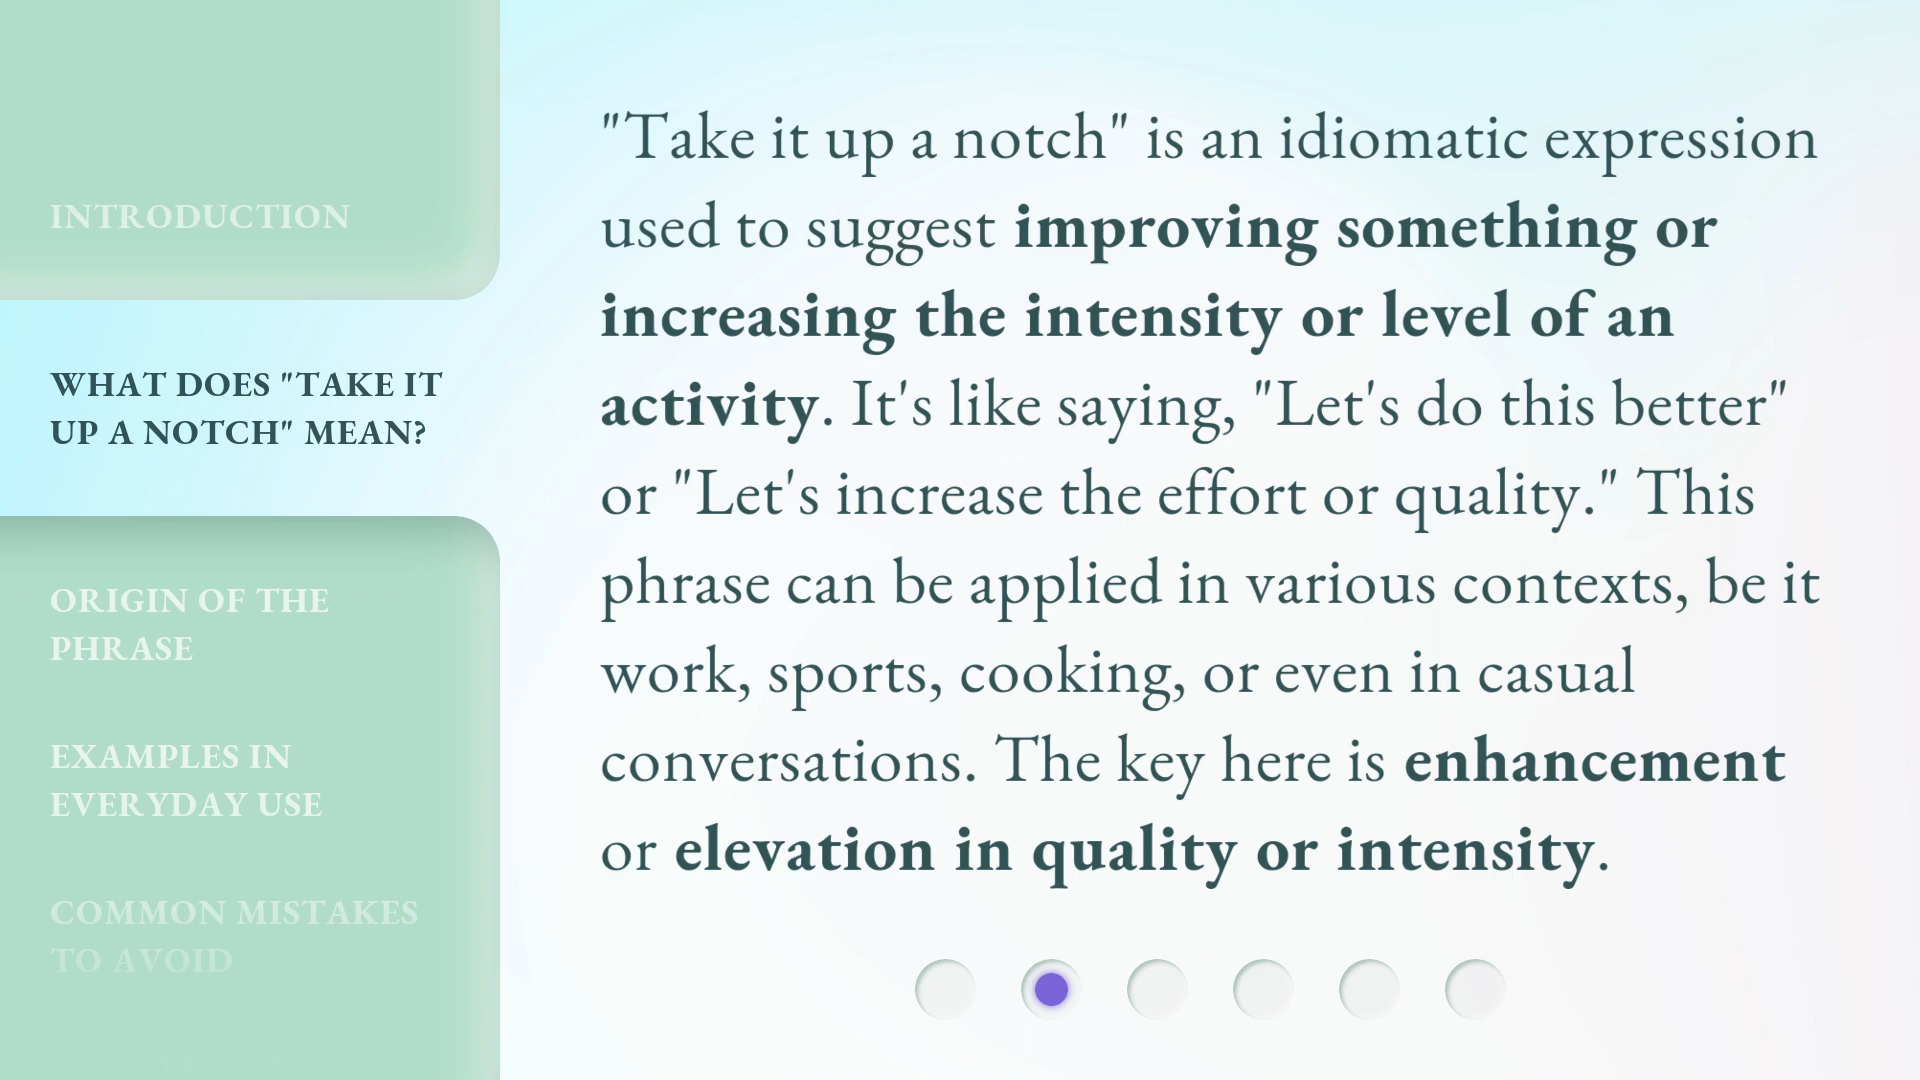 INTRODUCTION
WHAT DOES "TAKE IT
UP A NOTCH" MEAN?
ORIGIN OF THE
PHRASE
EXAMPLES IN
EVERYDAY USE
COMMON MISTAKES
TO AVOID
"Take it up a notch" is an idiomatic expression
used to suggest improving something or
increasing the intensity or level of an
activity. It's like saying, "Let's do this better"
or "Let's increase the effort or quality." This
phrase can be applied in various contexts, be it
work, sports, cooking, or even in casual
conversations. The key here is enhancement
or elevation in quality or intensity.